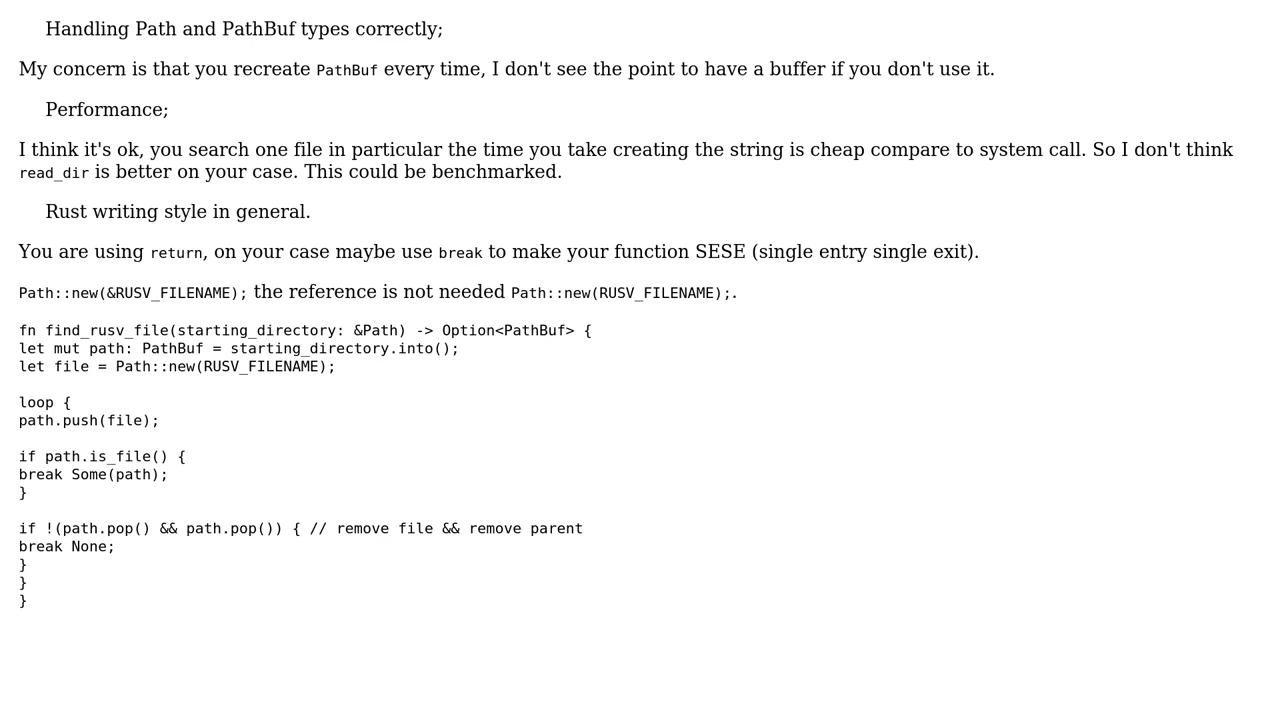 Handling Path and PathBuf types correctly;
My concern is that you recreate PathBuf every time, I don't see the point to have a buffer if you don't use it.
Performance;
I think it's ok, you search one file in particular the time you take creating the string is cheap compare to system call. So I don't think
read_dir is better on your case. This could be benchmarked.
Rust writing style in general.
You are using return, on your case maybe use break to make your function SESE (single entry single exit).
Path::new(&RUSV_FILENAME); the reference is not needed Path::new(RUSV_FILENAME);.
fn find_rusv_file(starting_directory: &Path) -> Option<PathBuf> {
let mut path: PathBuf = starting_directory.into();
let file = Path::new(RUSV_FILENAME);
loop {
path.push(file);
if path.is_file() {
break Some(path);
}
if !(path.pop() && path.pop()) { // remove file && remove parent
break None;
}
}
}